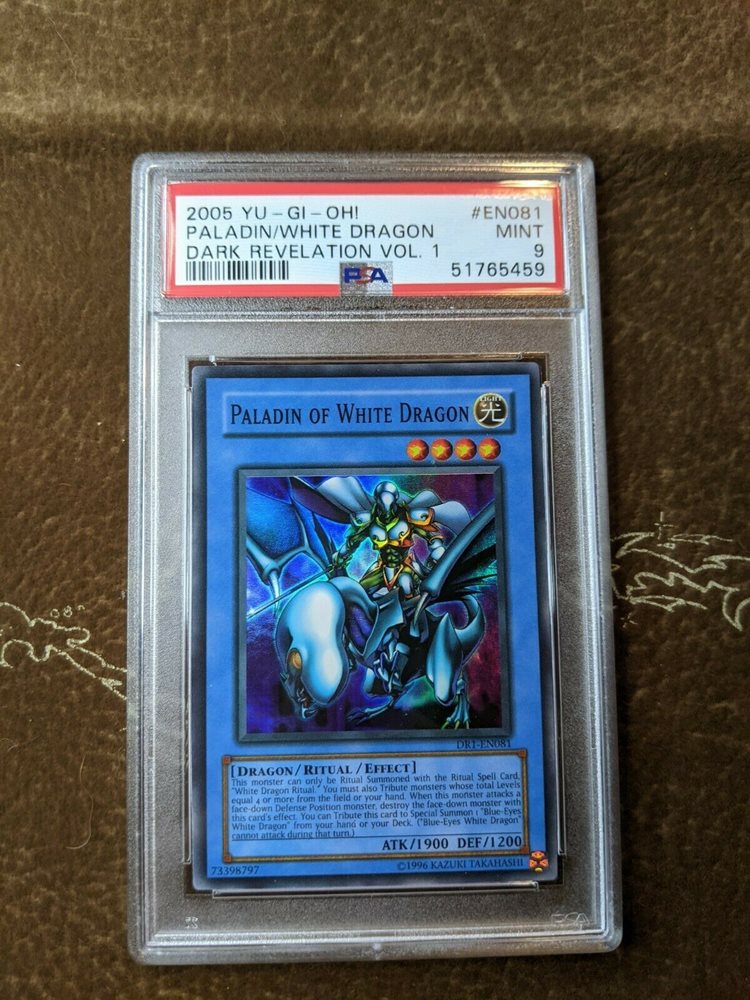 2005 YU-GI-OH! #EN081
PALADIN/WHITE DRAGON MINT
DARK REVELATION VOL. 1 9
PSA 51765459
PALADIN OF WHITE DRAGON LIGHT 光
DR1-EN081
[DRAGON/RITUAL/EFFECT]
This monster can only be Ritual Summoned with the Ritual Spell Card,
"White Dragon Ritual." You must also Tribute monsters whose total Levels
equal 4 or more from the field or your hand. When this monster attacks a
face-down Defense Position monster, destroy the face-down monster with
this card's effect. You can Tribute this card to Special Summon 1 "Blue-Eyes
White Dragon" from your hand or your Deck. ("Blue-Eyes White Dragon"
cannot attack during that turn.)
ATK/1900 DEF/1200
73398797 ©1996 KAZUKI TAKAHASHI
PSA